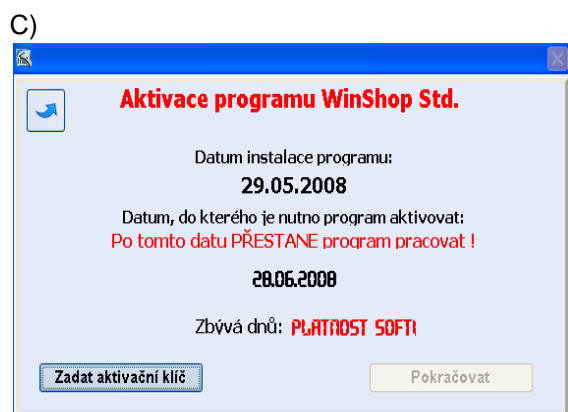 C)
Aktivace programu WinShop Std.
Datum instalace programu:
29.05.2008
Datum, do kterého je nutno program aktivovat:
Po tomto datu PŘESTANE program pracovat !
28.06.2008
Zbývá dnů: PLATNOST SOFTI
Zadat aktivační klíč
Pokračovat